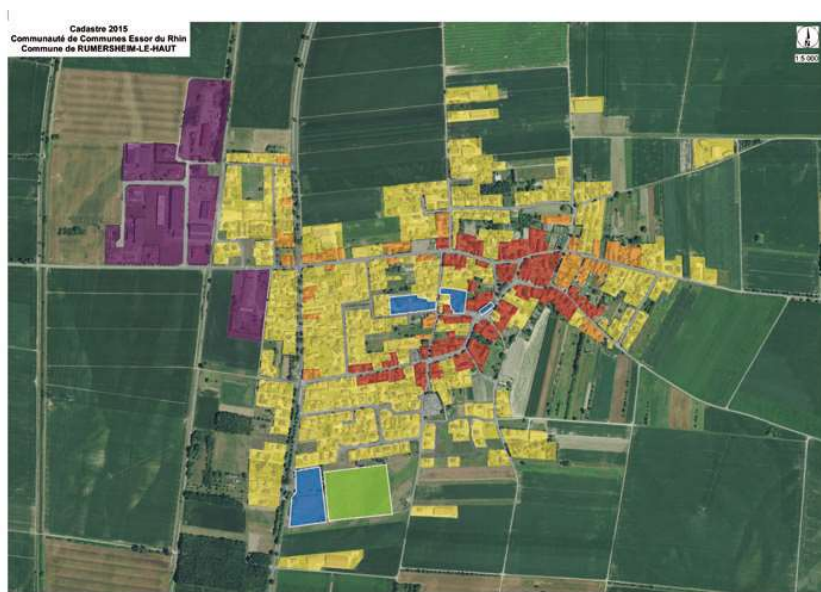 Cadastre 2015
Communauté de Communes Essor du Rhin
Commune de RUMERSHEIM-LE-HAUT
N
1:5 000